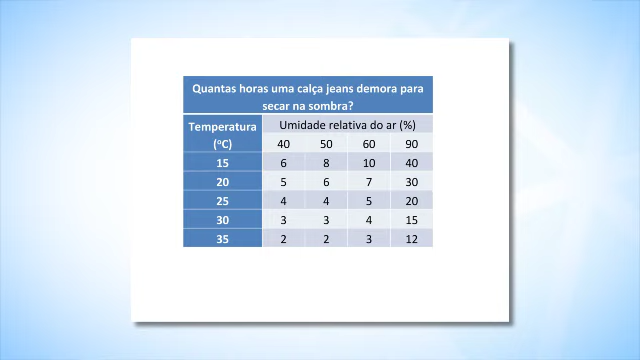 Quantas horas uma calça jeans demora para
secar na sombra?
Temperatura
(ºC)
Umidade relativa do ar (%)
40 50 60 90
15 6 8 10 40
20 5 6 7 30
25 4 4 5 20
30 3 3 4 15
35 2 2 3 12